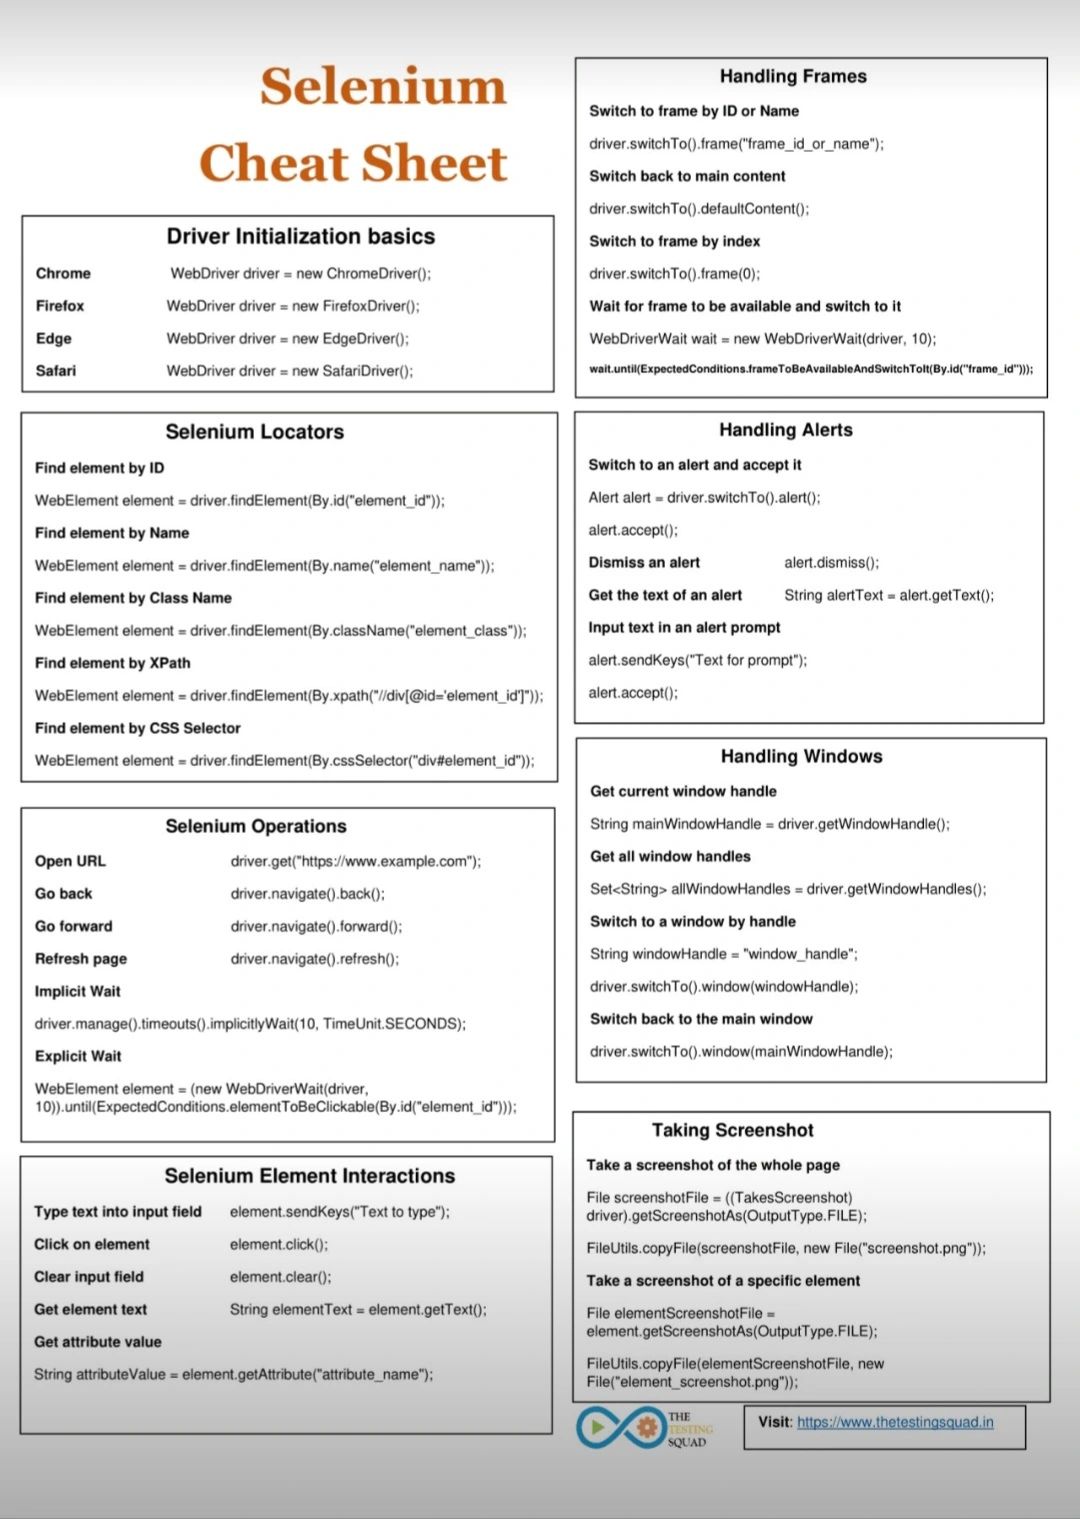 Selenium
Cheat Sheet
Driver Initialization basics
Chrome WebDriver driver = new ChromeDriver();
Firefox WebDriver driver = new FirefoxDriver();
Edge WebDriver driver = new EdgeDriver();
Safari WebDriver driver = new SafariDriver();
Selenium Locators
Find element by ID
WebElement element = driver.findElement(By.id("element_id"));
Find element by Name
WebElement element = driver.findElement(By.name("element_name"));
Find element by Class Name
WebElement element = driver.findElement(By.className("element_class"));
Find element by XPath
WebElement element = driver.findElement(By.xpath("//div[@id='element_id']"));
Find element by CSS Selector
WebElement element = driver.findElement(By.cssSelector("div#element_id"));
Selenium Operations
Open URL driver.get("https://www.example.com");
Go back driver.navigate().back();
Go forward driver.navigate().forward();
Refresh page driver.navigate().refresh();
Implicit Wait
driver.manage().timeouts().implicitlyWait(10, TimeUnit.SECONDS);
Explicit Wait
WebElement element = (new WebDriverWait(driver,
10)).until(ExpectedConditions.elementToBeClickable(By.id("element_id")));
Selenium Element Interactions
Type text into input field element.sendKeys("Text to type");
Click on element element.click();
Clear input field element.clear();
Get element text String elementText = element.getText();
Get attribute value
String attributeValue = element.getAttribute("attribute_name");
Handling Frames
Switch to frame by ID or Name
driver.switchTo().frame("frame_id_or_name");
Switch back to main content
driver.switchTo().defaultContent();
Switch to frame by index
driver.switchTo().frame(0);
Wait for frame to be available and switch to it
WebDriverWait wait = new WebDriverWait(driver, 10);
wait.until(ExpectedConditions.frameToBeAvailableAndSwitchToIt(By.id("frame_id")));
Handling Alerts
Switch to an alert and accept it
Alert alert = driver.switchTo().alert();
alert.accept();
Dismiss an alert alert.dismiss();
Get the text of an alert String alertText = alert.getText();
Input text in an alert prompt
alert.sendKeys("Text for prompt");
alert.accept();
Handling Windows
Get current window handle
String mainWindowHandle = driver.getWindowHandle();
Get all window handles
Set<String> allWindowHandles = driver.getWindowHandles();
Switch to a window by handle
String windowHandle = "window_handle";
driver.switchTo().window(windowHandle);
Switch back to the main window
driver.switchTo().window(mainWindowHandle);
Taking Screenshot
Take a screenshot of the whole page
File screenshotFile = ((TakesScreenshot)
driver).getScreenshotAs(OutputType.FILE);
FileUtils.copyFile(screenshotFile, new File("screenshot.png"));
Take a screenshot of a specific element
File elementScreenshotFile =
element.getScreenshotAs(OutputType.FILE);
FileUtils.copyFile(elementScreenshotFile, new
File("element_screenshot.png"));
THE
TESTING
SQUAD
Visit: https://www.thetestingsquad.in